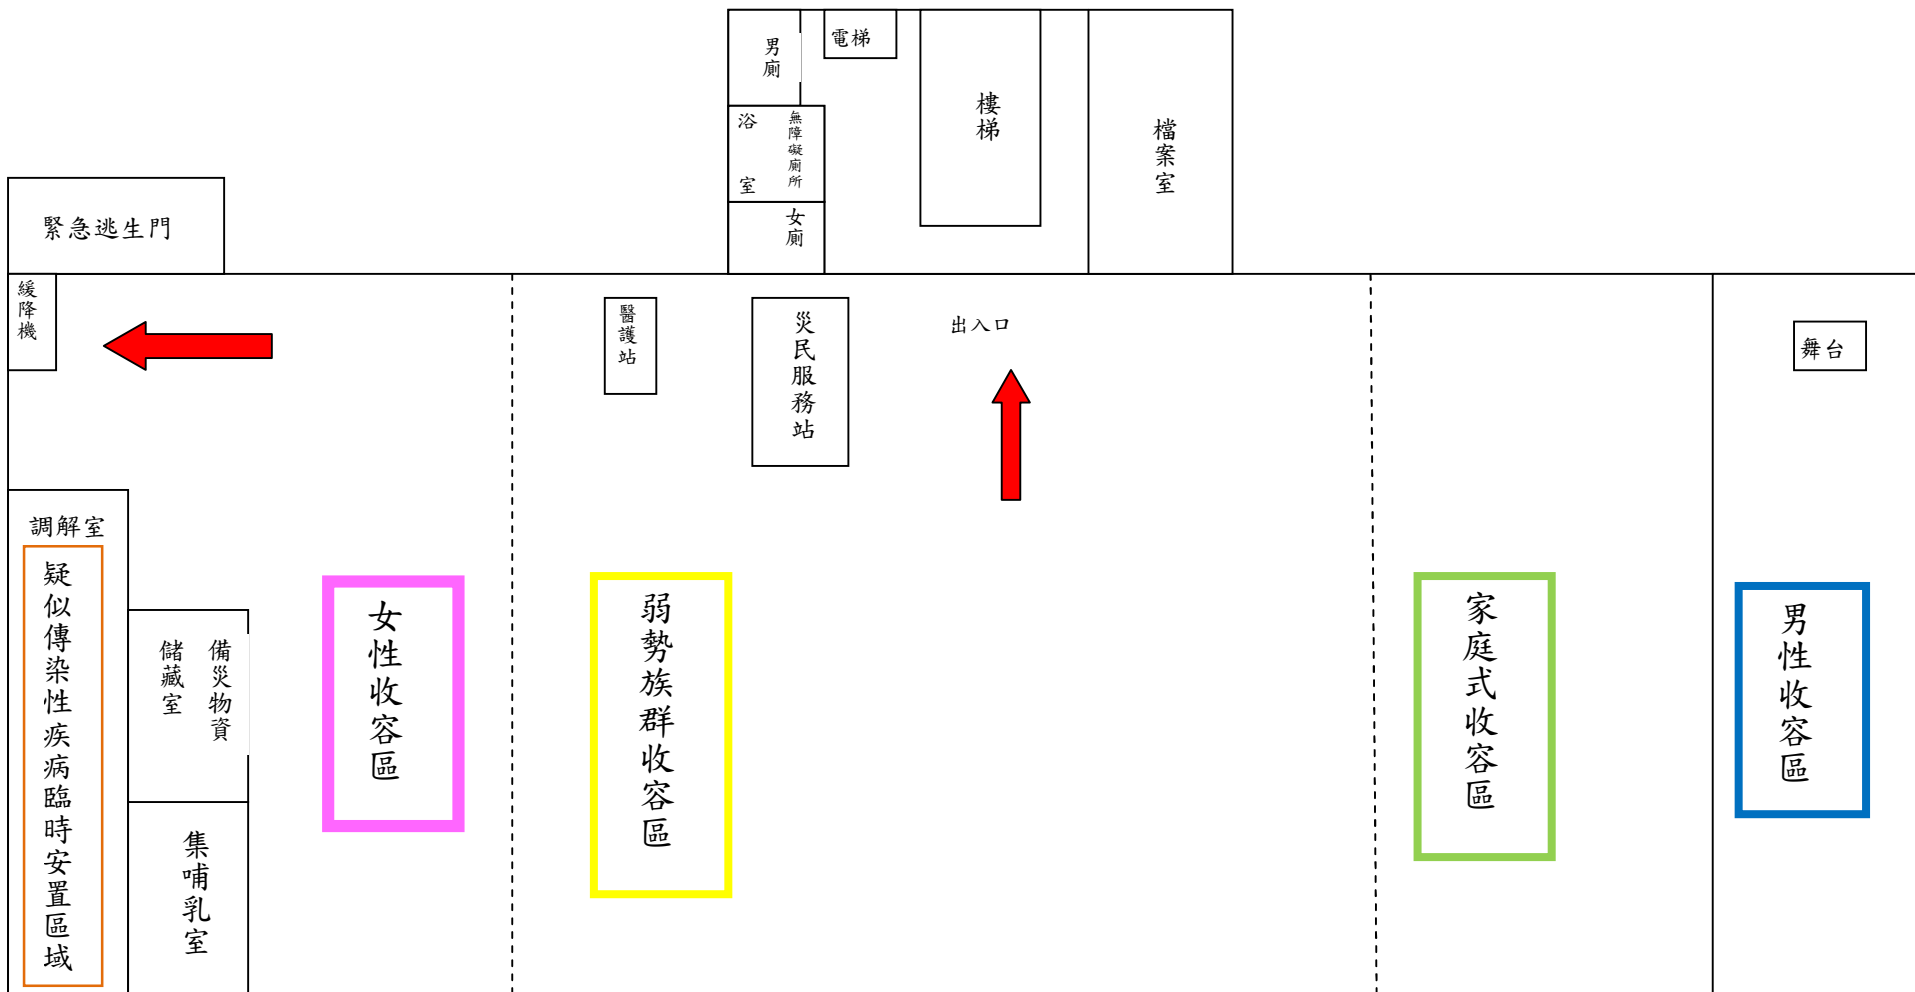 男廁
電梯
樓梯
檔案室
浴室
無障礙廁所
女廁
緊急逃生門
緩降機
醫護站
災民服務站
出入口
舞台
調解室
疑似傳染性疾病臨時安置區域
備災物資
儲藏室
集哺乳室
女性收容區
弱勢族群收容區
家庭式收容區
男性收容區